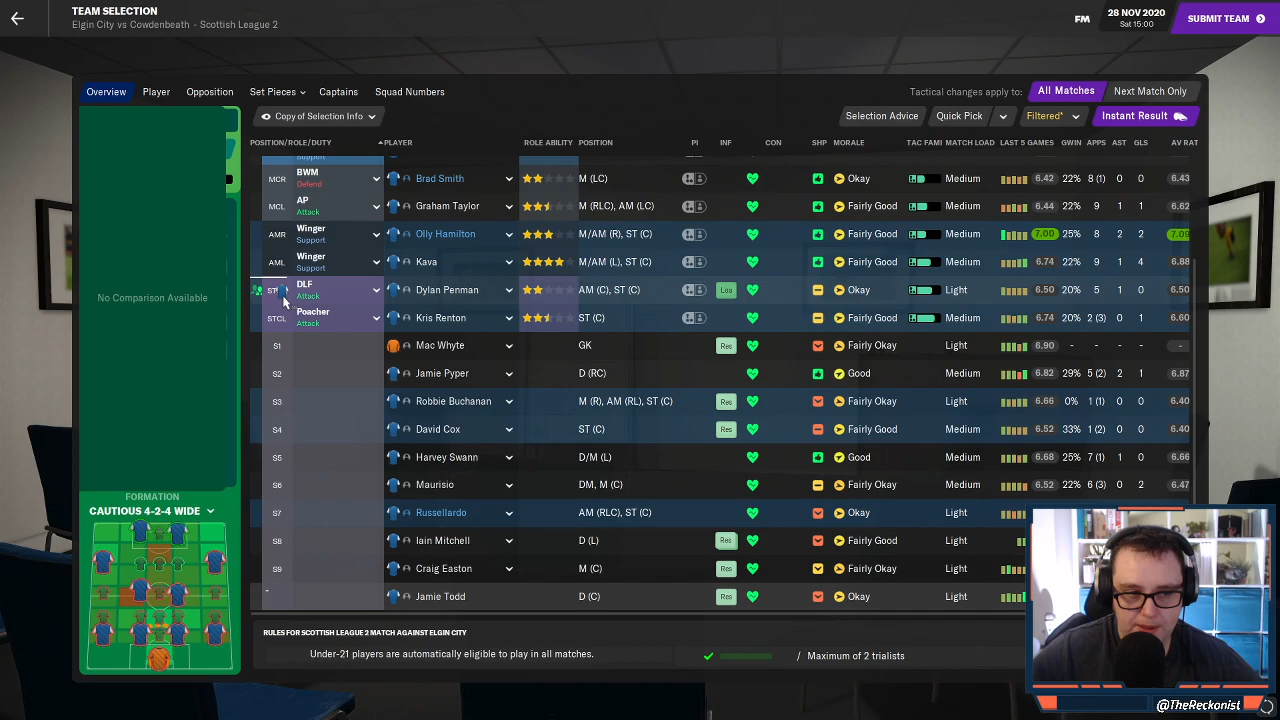 TEAM SELECTION
Elgin City vs Cowdenbeath - Scottish League 2
FM
28 NOV 2020
Sat 15:00
SUBMIT TEAM
Overview Player Opposition Set Pieces Captains Squad Numbers
Tactical changes apply to: All Matches Next Match Only
Copy of Selection Info
Selection Advice Quick Pick Filtered* Instant Result
POSITION/ROLE/DUTY PLAYER ROLE ABILITY POSITION PI INF CON SHP MORALE TAC FAMI MATCH LOAD LAST 5 GAMES GWIN APPS AST GLS AV RAT
Support
MCR BWM Defend Brad Smith M (LC) Okay Medium 6.42 22% 8 (1) 0 0 6.43
MCL AP Attack Graham Taylor M (RLC), AM (LC) Fairly Good Medium 6.44 22% 9 1 1 6.62
AMR Winger Support Olly Hamilton M/AM (R), ST (C) Fairly Good Medium 7.00 25% 8 2 2 7.09
AML Winger Support Kava M/AM (L), ST (C) Fairly Good Medium 6.74 22% 9 1 4 6.88
DLF Attack Dylan Penman AM (C), ST (C) Loa Okay Medium 6.50 20% 5 0 1 6.50
STCL Poacher Attack Kris Renton ST (C) Fairly Good Medium 6.74 20% 2 (3) 0 1 6.60
S1 Mac Whyte GK Res Fairly Okay Light 6.90 - - - - -
S2 Jamie Pyper D (RC) Good Light 6.82 29% 5 (2) 2 1 6.87
S3 Robbie Buchanan M (R), AM (RL), ST (C) Res Fairly Okay Light 6.66 0% 1 (1) 0 0 6.40
S4 David Cox ST (C) Res Fairly Good Light 6.52 33% 1 (2) 0 0 6.40
S5 Harvey Swann D/M (L) Good Light 6.68 25% 7 (1) 1 0 6.66
S6 Maurisio DM, M (C) Fairly Good Light 6.52 22% 6 (3) 0 2 6.47
S7 Russellardo AM (RLC), ST (C) Okay Light
S8 Iain Mitchell D (L) Res Fairly Okay Light
S9 Craig Easton M (C) Res Fairly Okay Light
- Jamie Todd D (C) Res Okay Light
No Comparison Available
FORMATION
CAUTIOUS 4-2-4 WIDE
RULES FOR SCOTTISH LEAGUE 2 MATCH AGAINST ELGIN CITY
Under-21 players are automatically eligible to play in all matches.
/ Maximum of 2 trialists
@TheReckonist